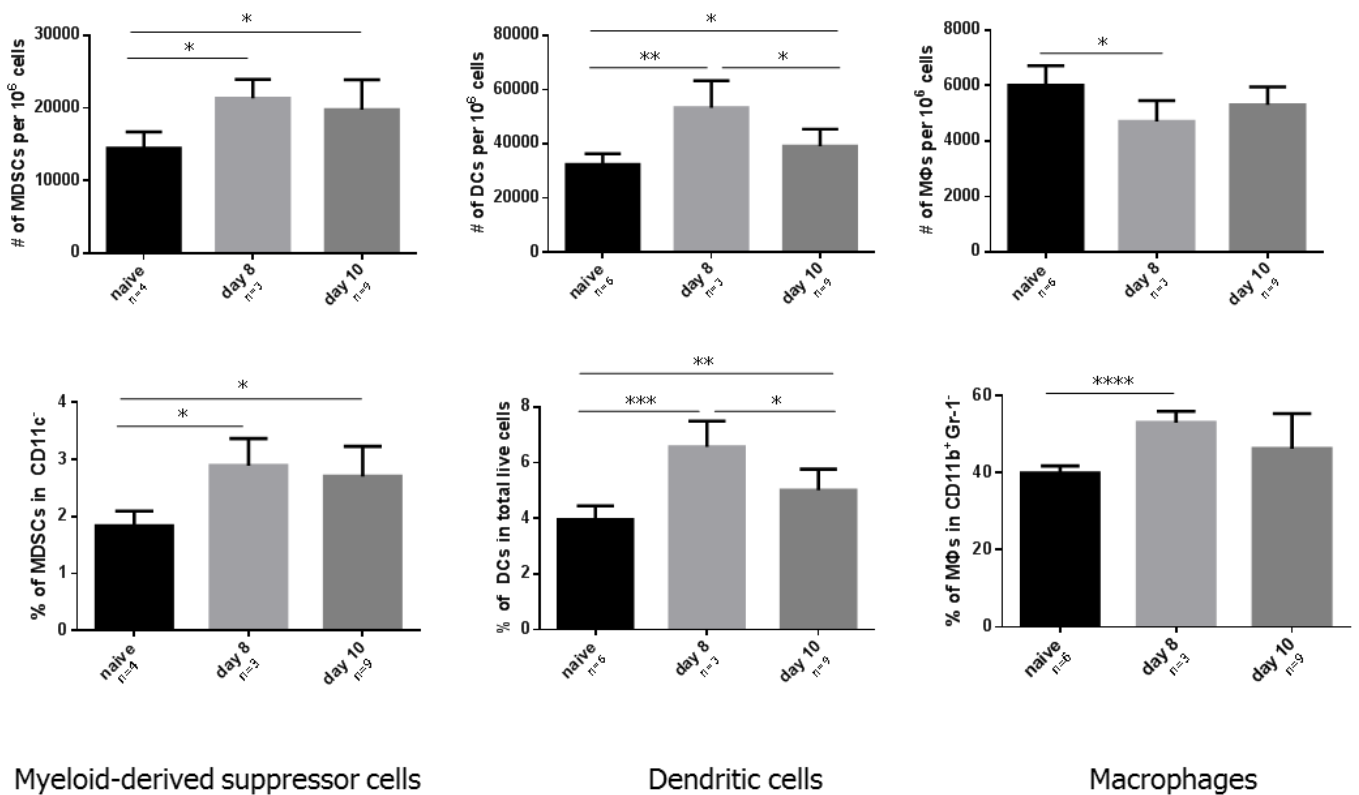 # of MDSCs per 10⁶ cells
30000
20000
10000
0
*
*
naive
n=4
day 8
n=3
day 10
n=9
# of DCs per 10⁶ cells
80000
60000
40000
20000
0
*
**
*
naive
n=6
day 8
n=3
day 10
n=9
# of MΦs per 10⁶ cells
8000
6000
4000
2000
0
*
naive
n=6
day 8
n=3
day 10
n=9
% of MDSCs in CD11c⁻
4
3
2
1
0
*
*
naive
n=4
day 8
n=3
day 10
n=9
% of DCs in total live cells
8
6
4
2
0
**
***
*
naive
n=6
day 8
n=3
day 10
n=9
% of MΦs in CD11b⁺ Gr-1⁻
60
40
20
0
****
naive
n=6
day 8
n=3
day 10
n=9
Myeloid-derived suppressor cells
Dendritic cells
Macrophages